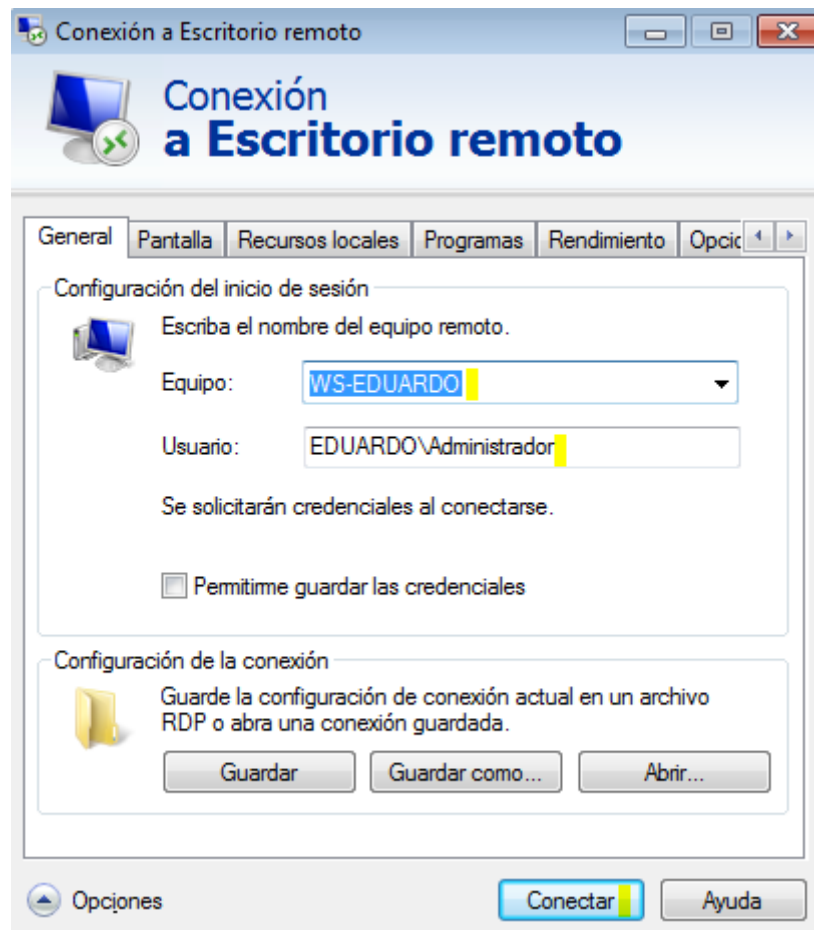 Conexión a Escritorio remoto
Conexión
a Escritorio remoto
General Pantalla Recursos locales Programas Rendimiento Opcic
Configuración del inicio de sesión
Escriba el nombre del equipo remoto.
Equipo: WS-EDUARDO
Usuario: EDUARDO\Administrador
Se solicitarán credenciales al conectarse.
Permitirme guardar las credenciales
Configuración de la conexión
Guarde la configuración de conexión actual en un archivo
RDP o abra una conexión guardada.
Guardar Guardar como... Abrir...
Opciones Conectar Ayuda